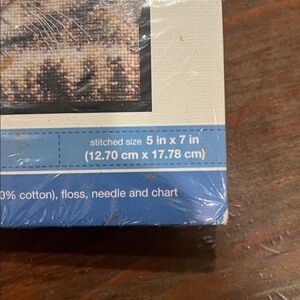 stitched size 5 in x 7 in
(12.70 cm x 17.78 cm)
0% cotton), floss, needle and chart